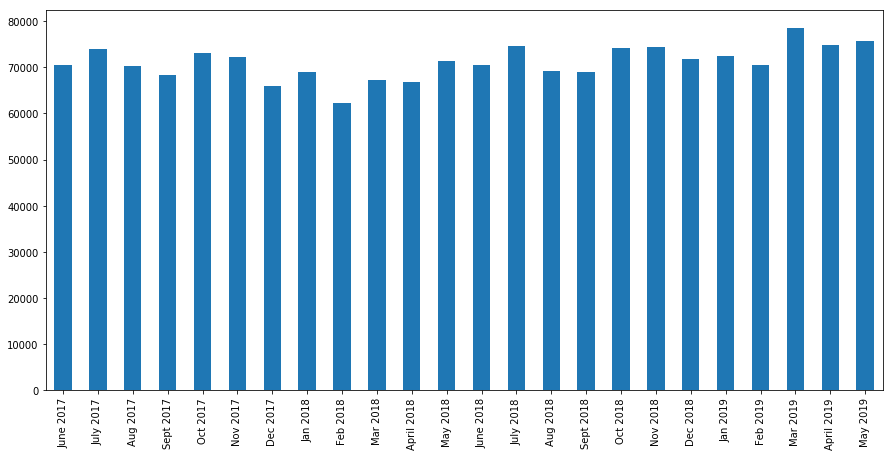 80000
70000
60000
50000
40000
30000
20000
10000
0
June 2017
July 2017
Aug 2017
Sept 2017
Oct 2017
Nov 2017
Dec 2017
Jan 2018
Feb 2018
Mar 2018
April 2018
May 2018
June 2018
July 2018
Aug 2018
Sept 2018
Oct 2018
Nov 2018
Dec 2018
Jan 2019
Feb 2019
Mar 2019
April 2019
May 2019